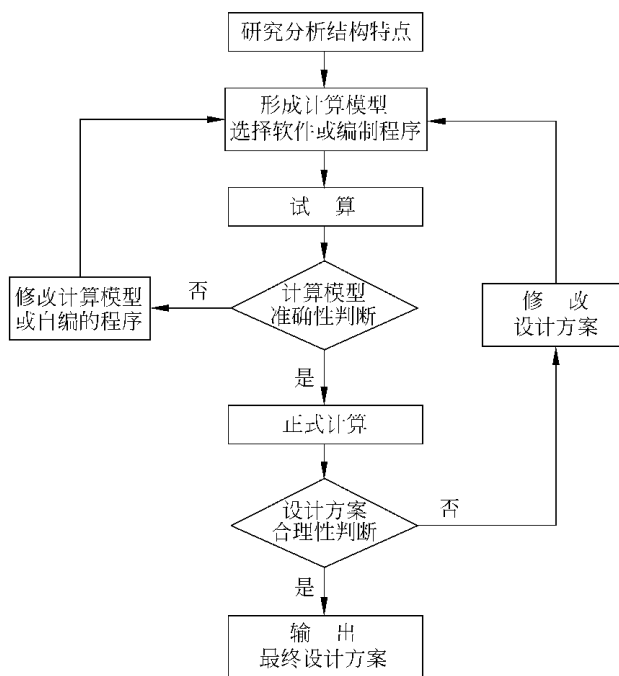 研究分析结构特点
形成计算模型
选择软件或编制程序
试 算
计算模型
准确性判断
否
修改计算模型
或自编的程序
修 改
设计方案
是
正式计算
设计方案
合理性判断
否
是
输 出
最终设计方案